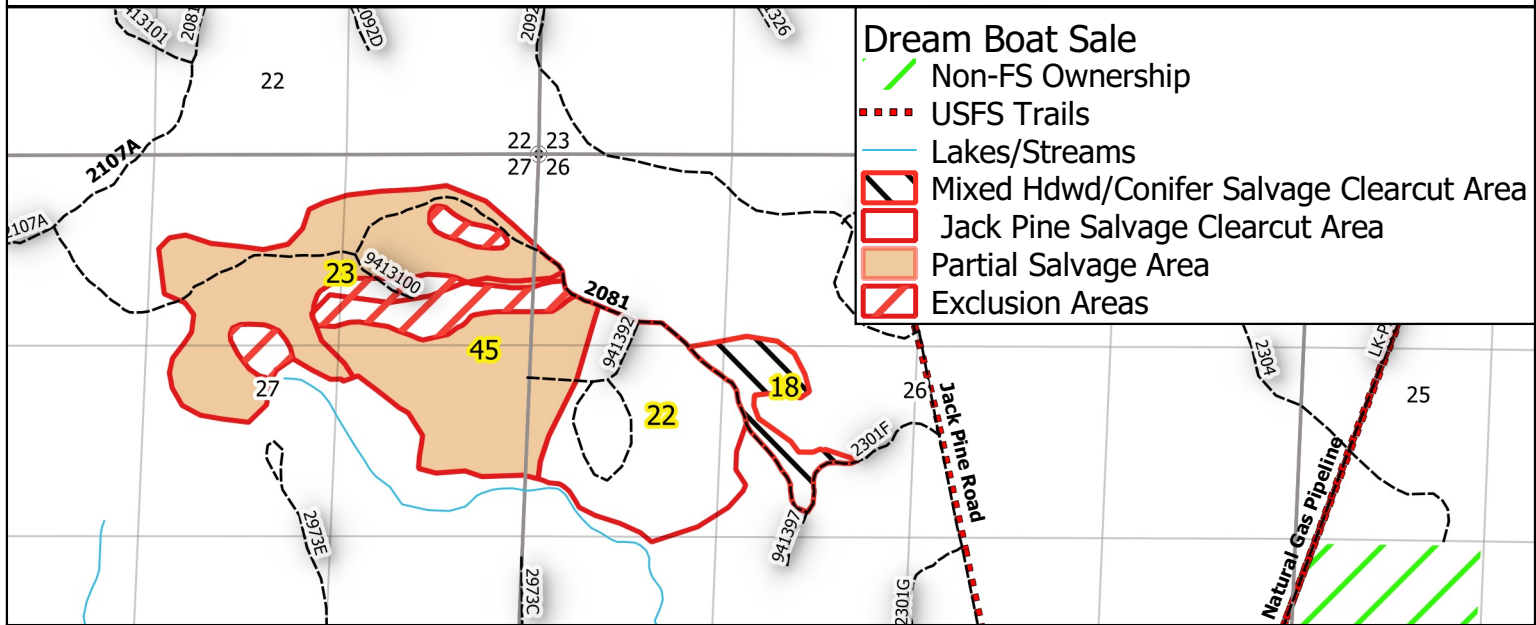 413101
2081
2092D
2092
1326
22
2107A
2107A
22 23
27 26
Dream Boat Sale
Non-FS Ownership
USFS Trails
Lakes/Streams
Mixed Hdwd/Conifer Salvage Clearcut Area
Jack Pine Salvage Clearcut Area
Partial Salvage Area
Exclusion Areas
23
9413100
2081
941392
45
27
22
18
26
2301F
Jack Pine Road
2304
LK-P
25
2973E
2973C
941397
2301G
Natural Gas Pipeline